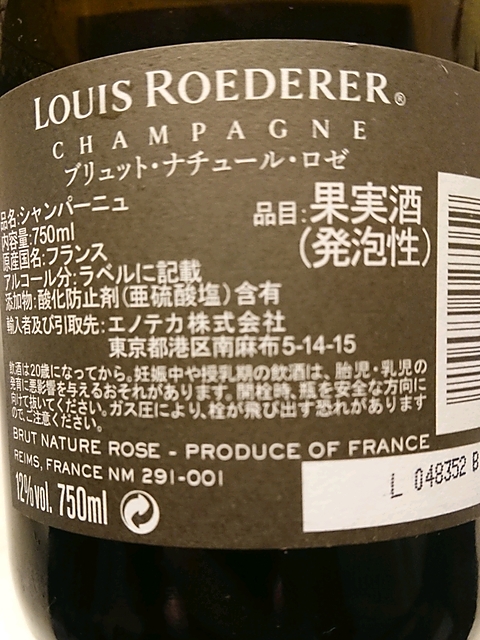 LOUIS ROEDERER®
CHAMPAGNE
ブリュット・ナチュール・ロゼ
品名:シャンパーニュ
内容量:750ml
原産国名:フランス
アルコール分:ラベルに記載
添加物:酸化防止剤(亜硫酸塩)含有
品目:果実酒
(発泡性)
輸入者及び引取先:エノテカ株式会社
東京都港区南麻布5-14-15
飲酒は20歳になってから。妊娠中や授乳期の飲酒は、胎児・乳児の
発育に悪影響を与えるおそれがあります。開栓時、瓶を安全な方向に
向けて抜いてください。ガス圧により、栓が飛び出す恐れがあります
ので、ご注意ください。
BRUT NATURE ROSE - PRODUCE OF FRANCE
REIMS, FRANCE NM 291-001
12%vol. 750ml
L 048352 B